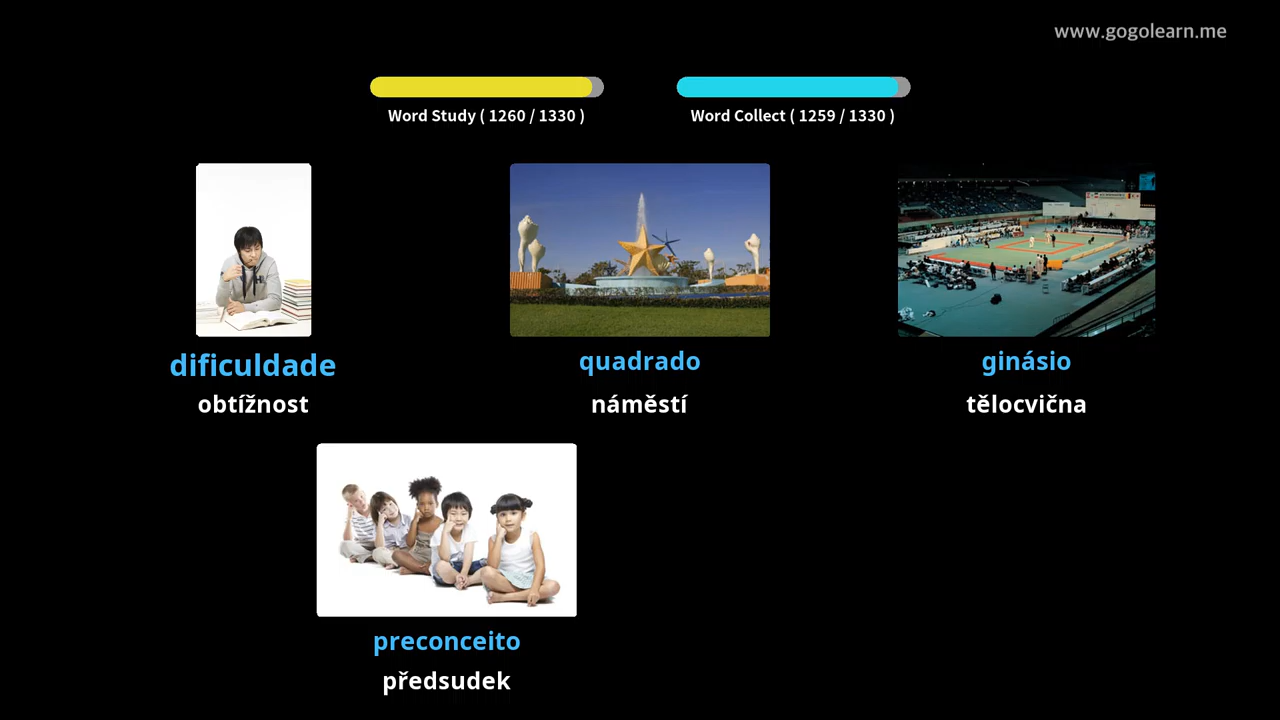 www.gogolearn.me
Word Study ( 1260 / 1330 )
Word Collect ( 1259 / 1330 )
dificuldade
obtížnost
quadrado
náměstí
ginásio
tělocvična
preconceito
předsudek